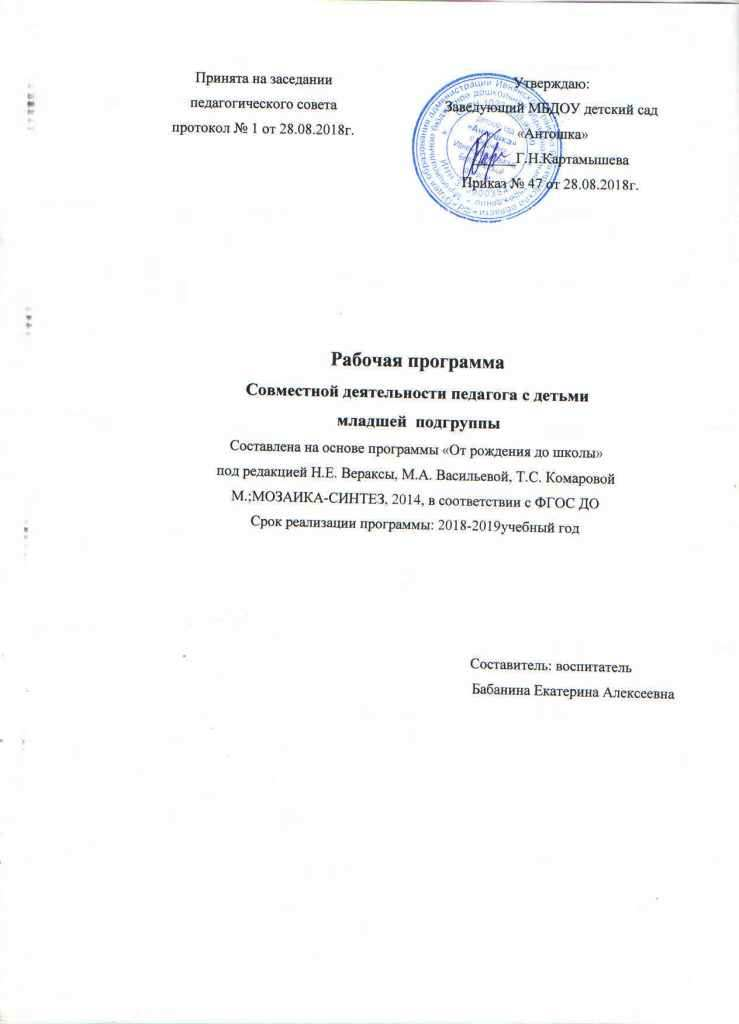 Принята на заседании
педагогического совета
протокол № 1 от 28.08.2018г.
Утверждаю:
Заведующий МБДОУ детский сад
«Антошка»
Г.Н.Картамышева
Приказ № 47 от 28.08.2018г.
«Антошка»
Рабочая программа
Совместной деятельности педагога с детьми
младшей подгруппы
Составлена на основе программы «От рождения до школы»
под редакцией Н.Е. Вераксы, М.А. Васильевой, Т.С. Комаровой
М.;МОЗАИКА-СИНТЕЗ, 2014, в соответствии с ФГОС ДО
Срок реализации программы: 2018-2019учебный год
Составитель: воспитатель
Бабанина Екатерина Алексеевна